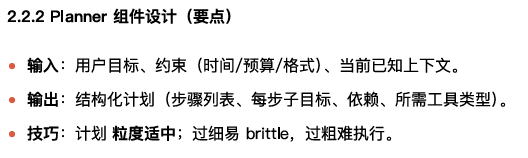 2.2.2 Planner 组件设计（要点）
输入：用户目标、约束（时间/预算/格式）、当前已知上下文。
输出：结构化计划（步骤列表、每步子目标、依赖、所需工具类型）。
技巧：计划 粒度适中；过细易 brittle，过粗难执行。